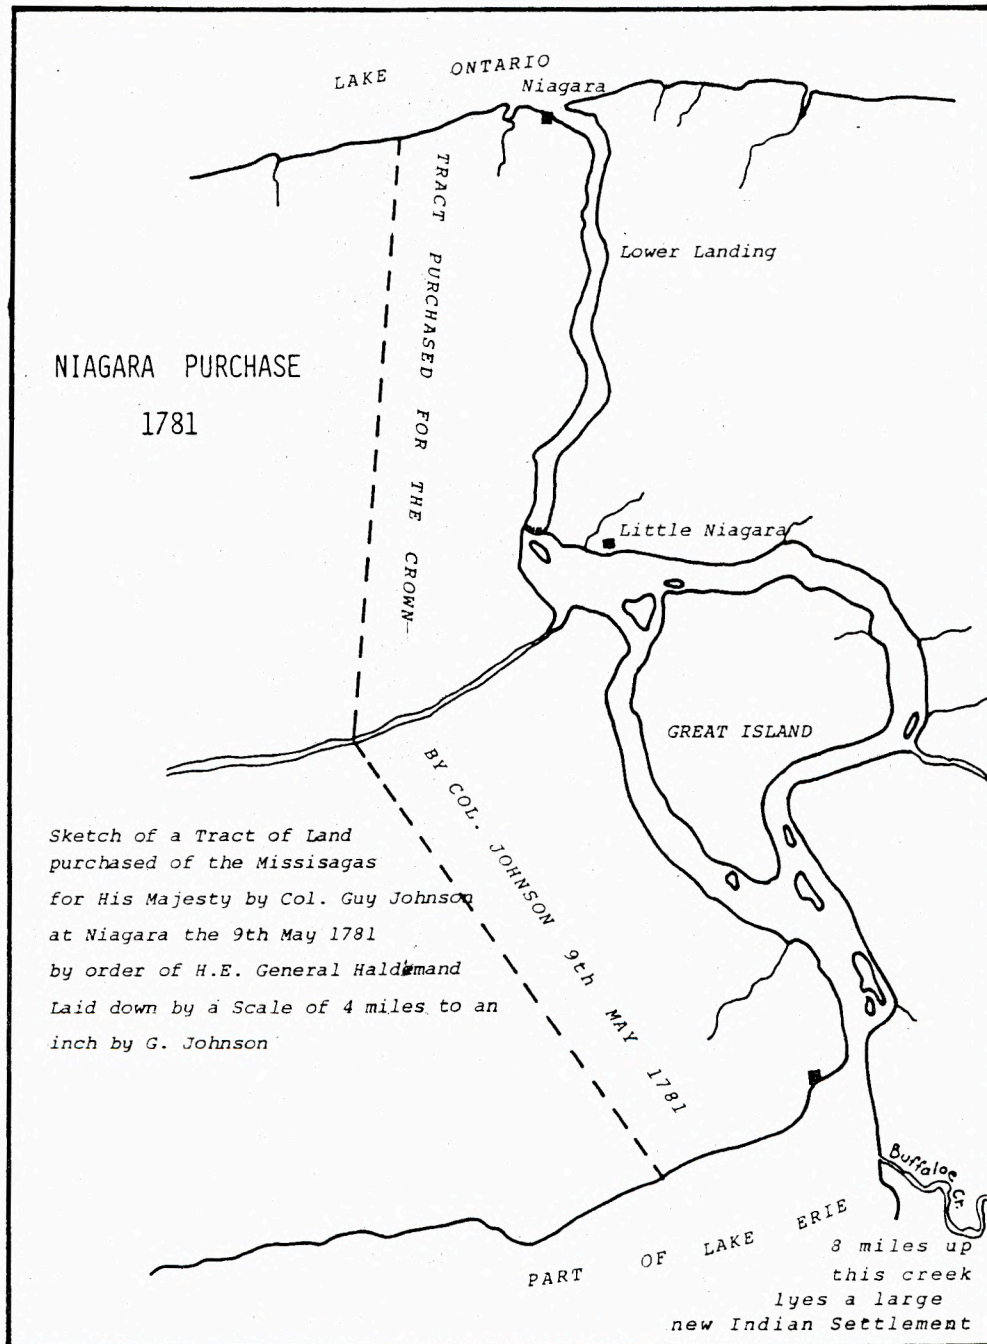 LAKE ONTARIO
Niagara
TRACT PURCHASED FOR THE CROWN—
Lower Landing
NIAGARA PURCHASE
1781
Little Niagara
GREAT ISLAND
BY COL. JOHNSON 9th MAY 1781
Sketch of a Tract of Land
purchased of the Missisagas
for His Majesty by Col. Guy Johnson
at Niagara the 9th May 1781
by order of H.E. General Haldimand
Laid down by a Scale of 4 miles to an
inch by G. Johnson
Buffaloe Cr.
PART OF LAKE ERIE
8 miles up
this creek
lyes a large
new Indian Settlement